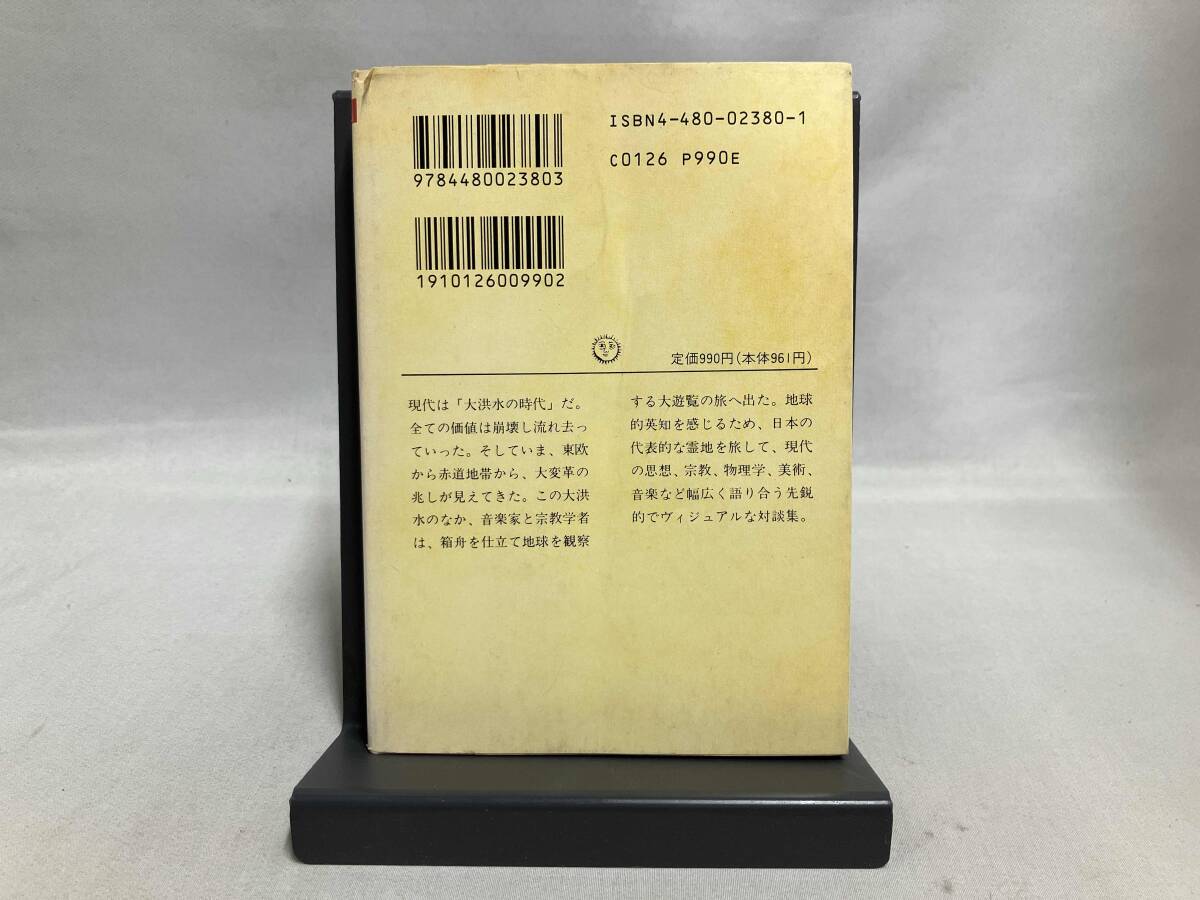 ISBN4-480-02380-1
C0126 P990E
9784480023803
1910126009902
定価990円(本体961円)
現代は「大洪水の時代」だ。
全ての価値は崩壊し流れ去っ
ていった。そしていま、東欧
から赤道地帯から、大変革の
兆しが見えてきた。この大洪
水のなか、音楽家と宗教学者
は、箱舟を仕立て地球を観察
する大遊覧の旅へ出た。地球
的英知を感じるため、日本の
代表的な霊地を旅して、現代
の思想、宗教、物理学、美術、
音楽など幅広く語り合う先鋭
的でヴィジュアルな対談集。